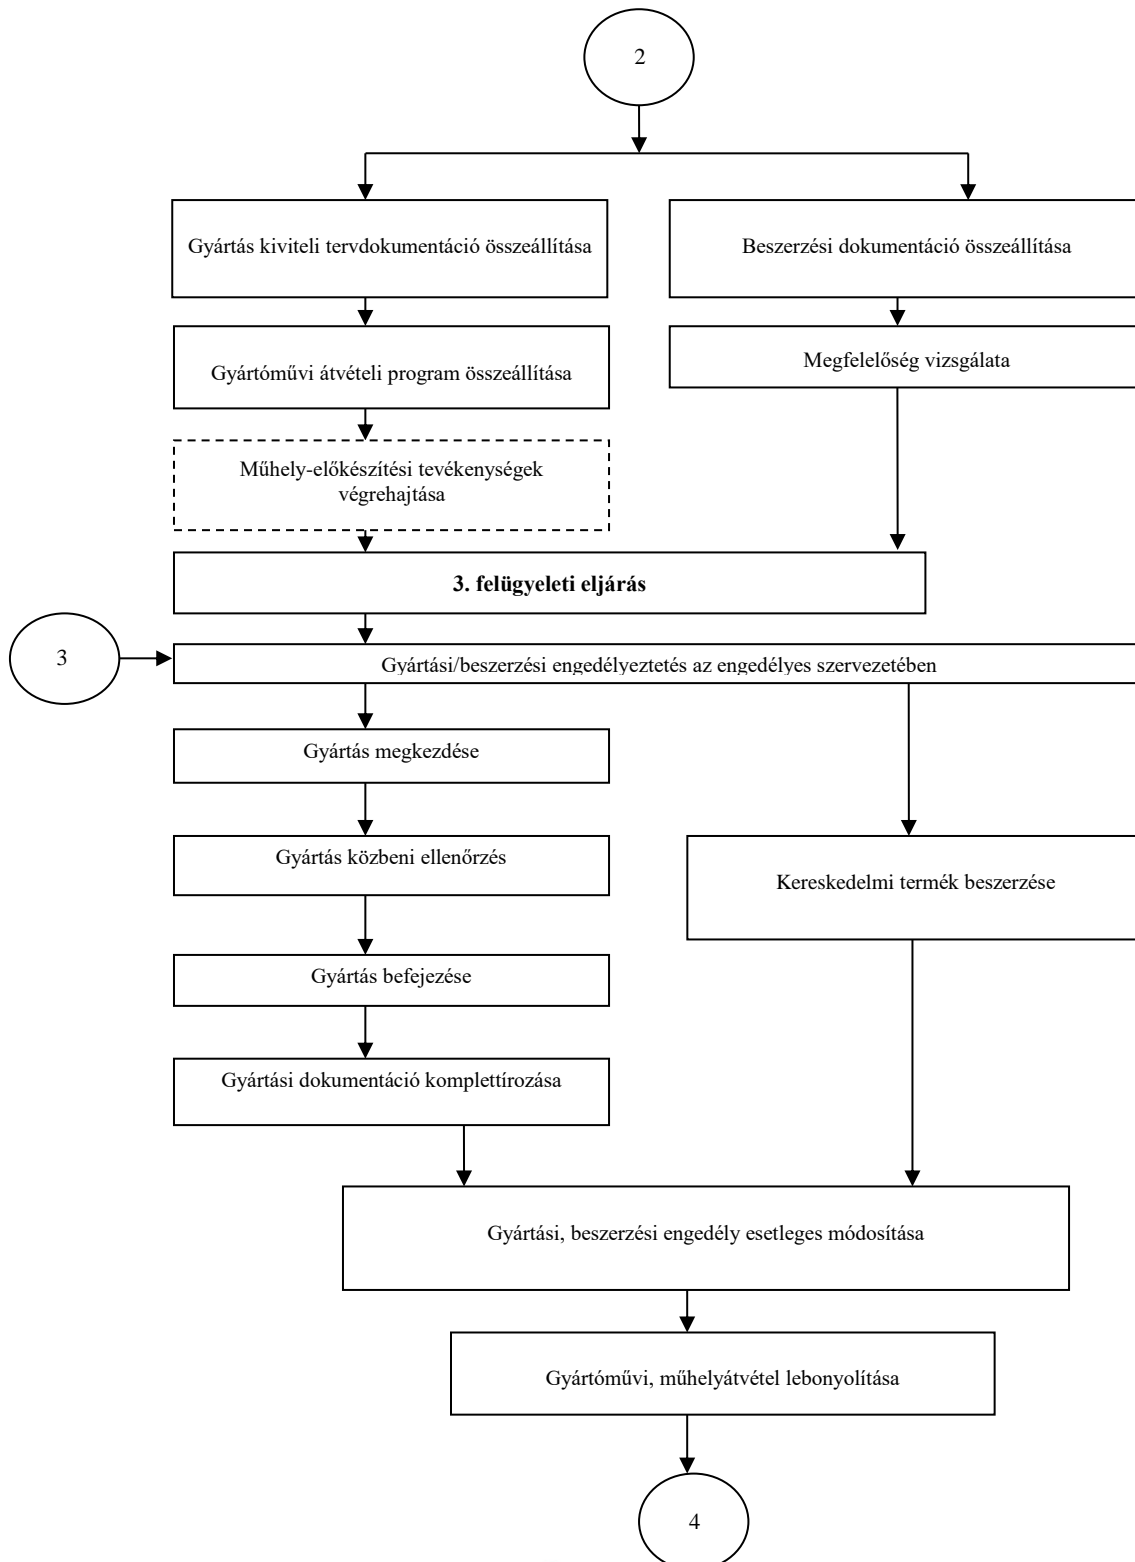 2
Gyártás kiviteli tervdokumentáció összeállítása
Beszerzési dokumentáció összeállítása
Gyártóművi átvételi program összeállítása
Megfelelőség vizsgálata
Műhely-előkészítési tevékenységek
végrehajtása
3. felügyeleti eljárás
3
Gyártási/beszerzési engedélyeztetés az engedélyes szervezetében
Gyártás megkezdése
Gyártás közbeni ellenőrzés
Kereskedelmi termék beszerzése
Gyártás befejezése
Gyártási dokumentáció komplettírozása
Gyártási, beszerzési engedély esetleges módosítása
Gyártóművi, műhelyátvétel lebonyolítása
4